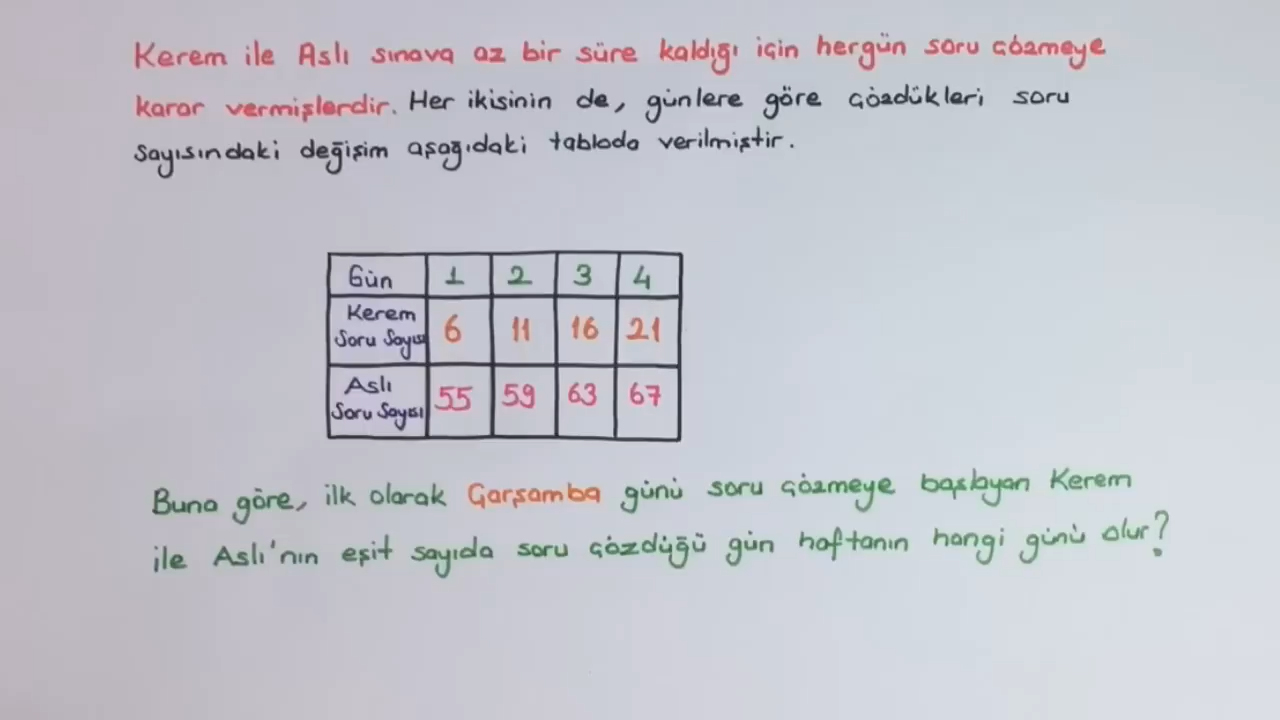 Kerem ile Aslı sınava az bir süre kaldığı için hergün soru çözmeye
karar vermişlerdir. Her ikisinin de, günlere göre çözdükleri soru
sayısındaki değişim aşağıdaki tabloda verilmiştir.
Gün 1 2 3 4
Kerem
Soru Sayısı 6 11 16 21
Aslı
Soru Sayısı 55 59 63 67
Buna göre, ilk olarak Çarşamba günü soru çözmeye başlayan Kerem
ile Aslı'nın eşit sayıda soru çözdüğü gün haftanın hangi günü olur?